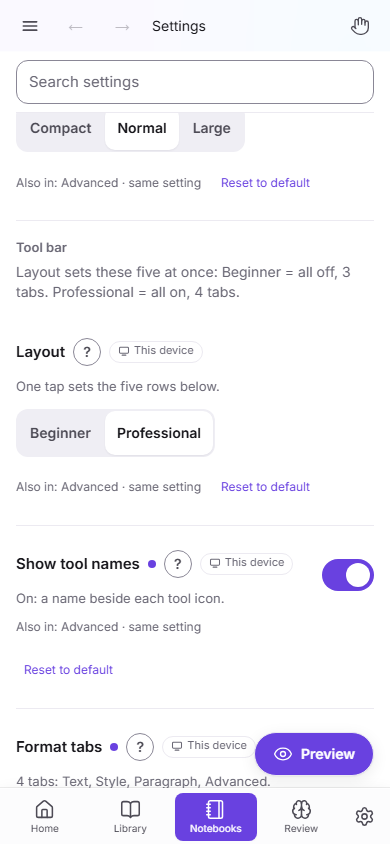 Settings
Search settings
Compact Normal Large
Also in: Advanced · same setting Reset to default
Tool bar
Layout sets these five at once: Beginner = all off, 3
tabs. Professional = all on, 4 tabs.
Layout ? This device
One tap sets the five rows below.
Beginner Professional
Also in: Advanced · same setting Reset to default
Show tool names ? This device
On: a name beside each tool icon.
Also in: Advanced · same setting
Reset to default
Format tabs ? This device
Preview
4 tabs: Text, Style, Paragraph, Advanced.
Home Library Notebooks Review